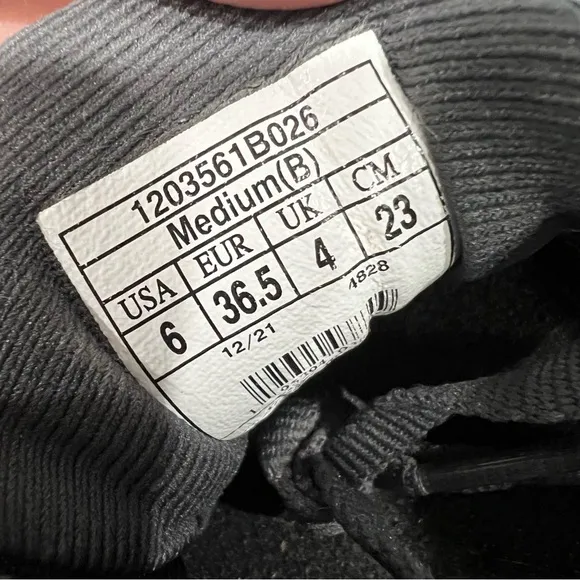 1203561B026
Medium(B)
USA EUR UK CM
6 36.5 4 23
12/21 4828